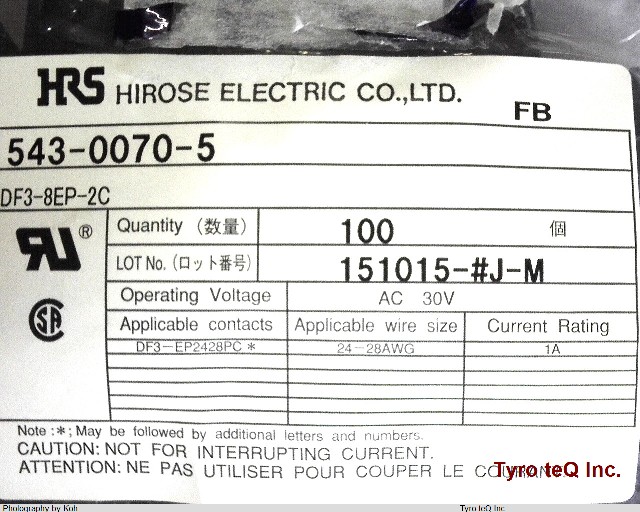 HRS HIROSE ELECTRIC CO.,LTD.
FB
543-0070-5
DF3-8EP-2C
Quantity (数量) 100 個
LOT No. (ロット番号) 151015-#J-M
Operating Voltage AC 30V
Applicable contacts Applicable wire size Current Rating
DF3-EP2428PC * 24-28AWG 1A
RU ®
SA
Note :*; May be followed by additional letters and numbers.
CAUTION: NOT FOR INTERRUPTING CURRENT.
ATTENTION: NE PAS UTILISER POUR COUPER LE
Tyro teQ Inc.
Photography by Koh
Tyro teQ Inc